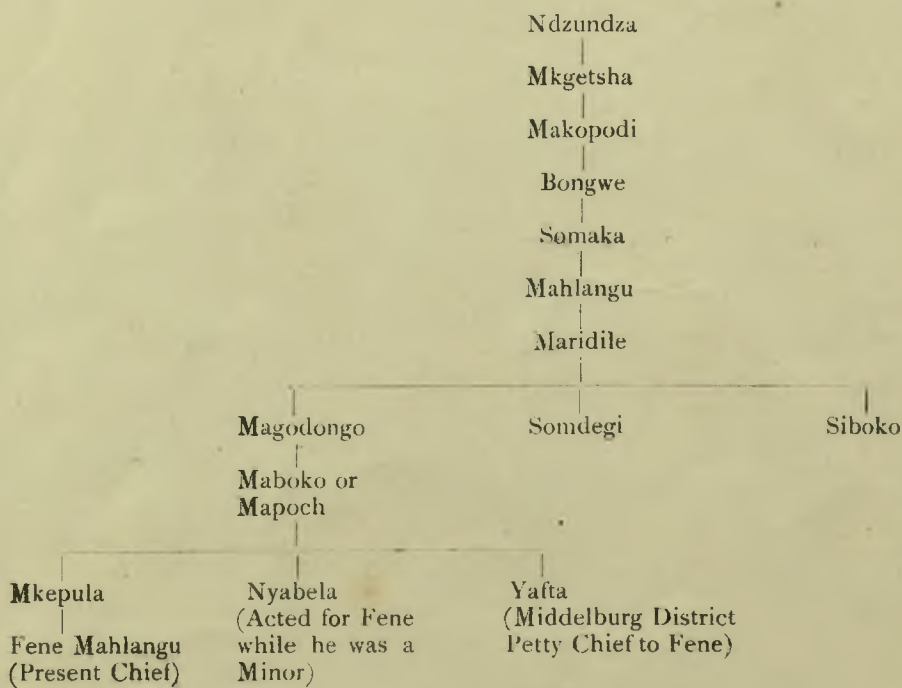 Ndzundza
Mkgetsha
Makopodi
Bongwe
Somaka
Mahlangu
Maridile
Magodongo Somdegi Siboko
Maboko or
Mapoch
Mkepula Nyabela Yafta
(Acted for Fene (Middelburg District
Fene Mahlangu while he was a Petty Chief to Fene)
(Present Chief) Minor)